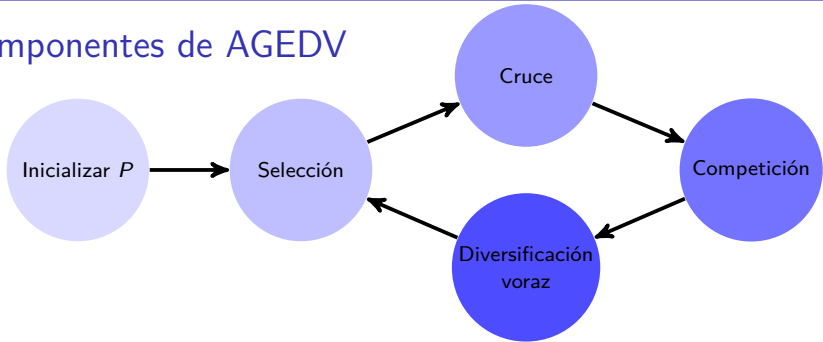 mponentes de AGEDV
Cruce
Inicializar P
Selección
Competición
Diversificación
voraz